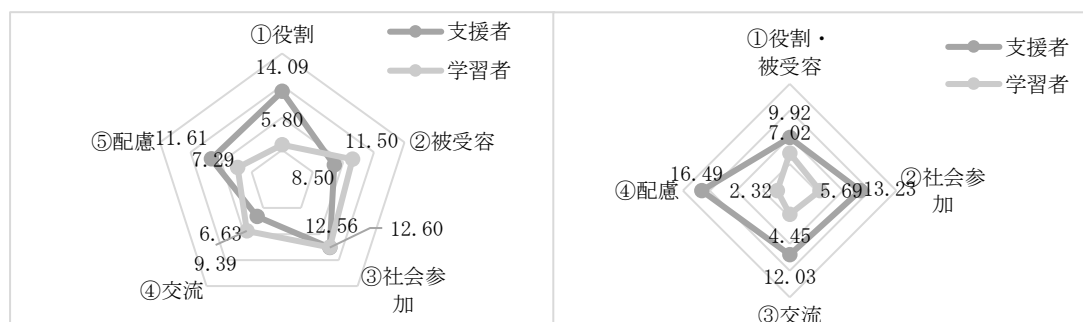 ①役割
支援者
学習者
14.09
5.80
⑤配慮
11.61
7.29
11.50
②被受容
8.50
12.56
12.60
6.63
9.39
④交流
③社会参
加
①役割・
被受容
支援者
学習者
9.92
7.02
16.49
④配慮
2.32
5.69
13.23
②社会参
加
4.45
12.03
③交流